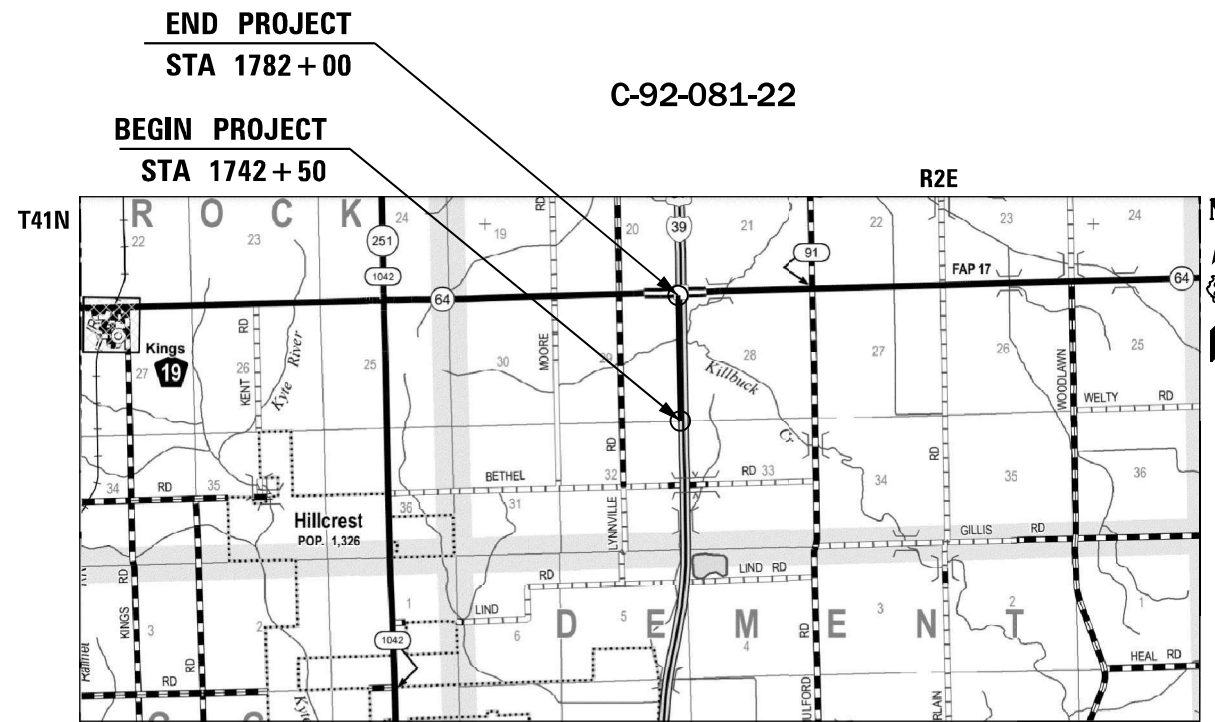 END PROJECT
STA 1782+00
C-92-081-22
BEGIN PROJECT
STA 1742+50
R2E
T41N
R O C K
24
19
RD
20
39
21
22
RD
23
24
22
23
251
1042
91
FAP 17
64
64
Kings
19
27
RD
KENT
26
Kyte River
25
30
MOORE
29
28
Killbuck
Cr
27
26
25
WOODLAWN
WELTY RD
34
RD
35
BETHEL
32
RD
RD 33
34
RD
35
36
36
31
Hillcrest
POP. 1,326
LYNNVILLE
GILLIS RD
RD
KINGS
RD
LIND
RD
LIND RD
1
6
5
D E M E N T
4
3
2
1
3
2
RD
1042
RD
RD
HEAL RD